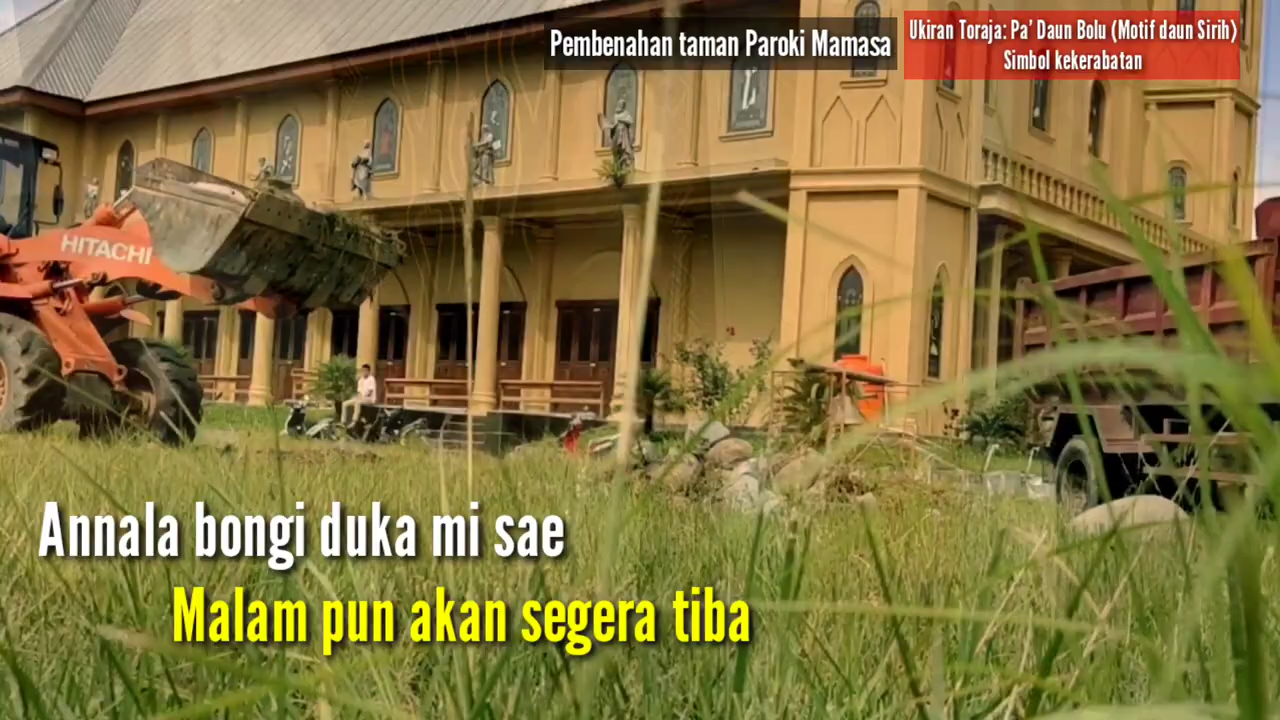 Pembenahan taman Paroki Mamasa
Ukiran Toraja: Pa' Daun Bolu (Motif daun Sirih)
Simbol kekerabatan
HITACHI
Annala bongi duka mi sae
Malam pun akan segera tiba